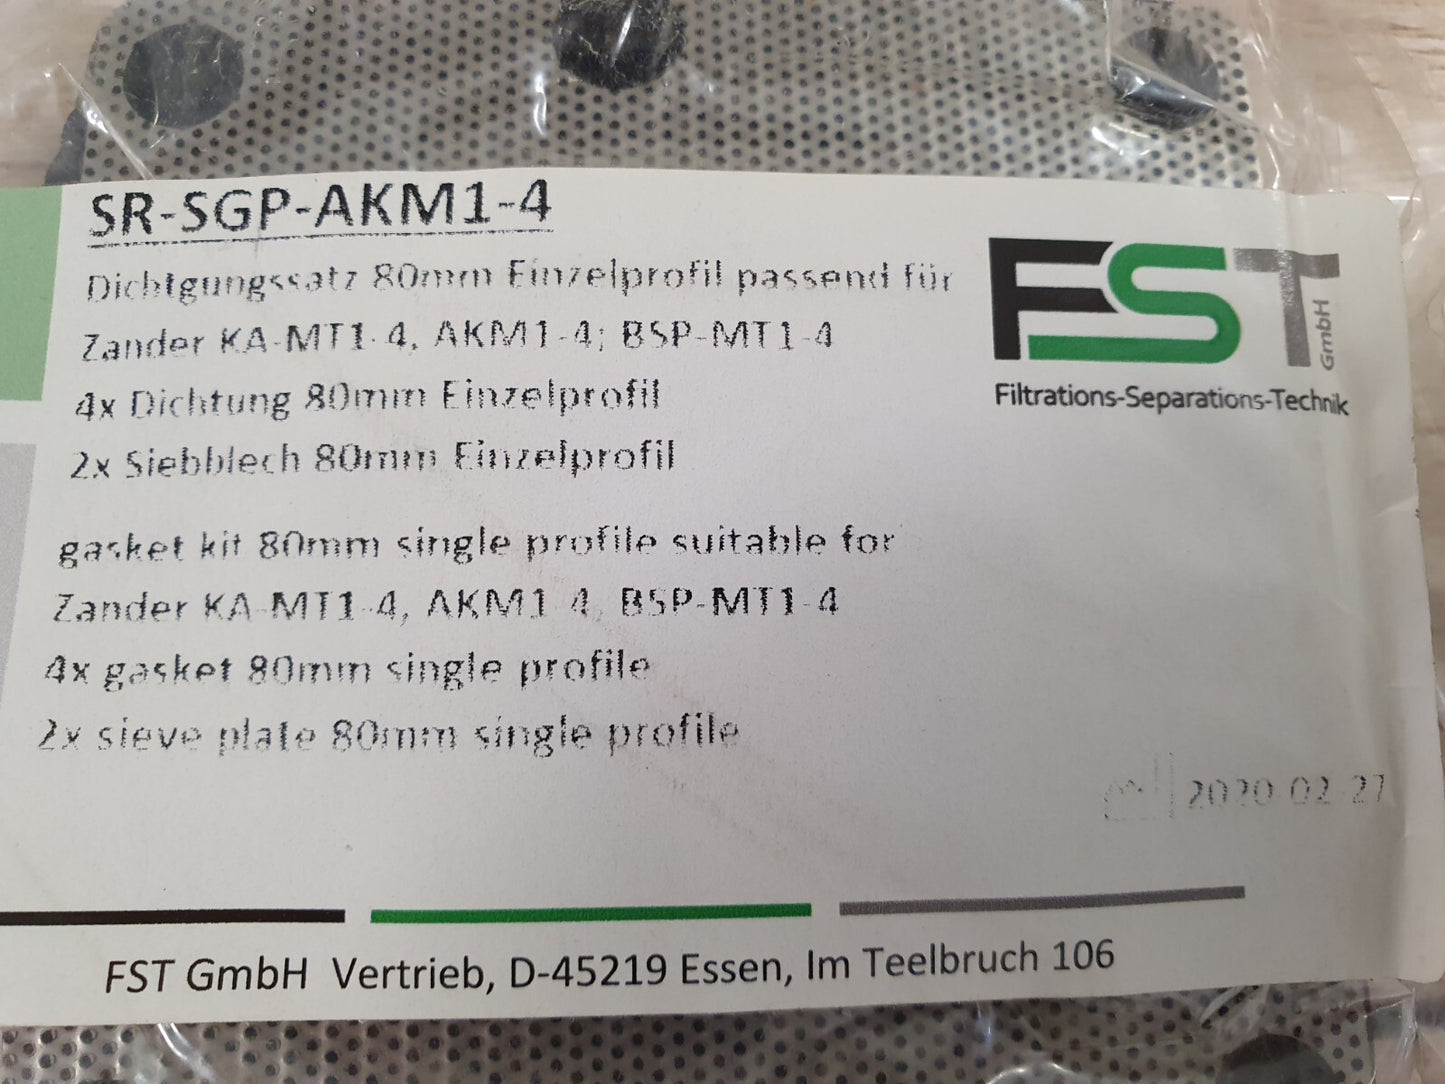 SR-SGP-AKM1-4
Dichtgungssatz 80mm Einzelprofil passend für
Zander KA-MT1-4, AKM1-4; BSP-MT1-4
4x Dichtung 80mm Einzelprofil
2x Siebblech 80mm Einzelprofil
gasket kit 80mm single profile suitable for
Zander KA-MT1-4, AKM1-4, BSP-MT1-4
4x gasket 80mm single profile
2x sieve plate 80mm single profile
FST GmbH
Filtrations-Separations-Technik
2020-02-27
FST GmbH Vertrieb, D-45219 Essen, Im Teelbruch 106